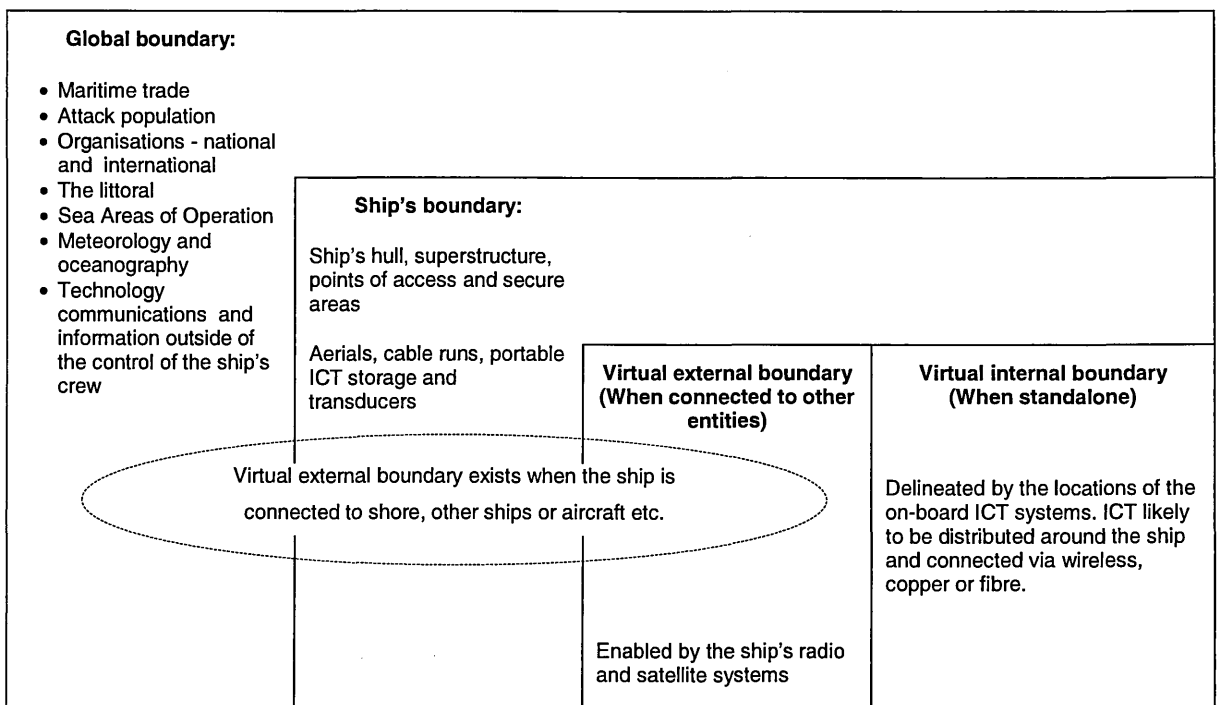 Global boundary:
• Maritime trade
• Attack population
• Organisations - national
and international
• The littoral
• Sea Areas of Operation
• Meteorology and
oceanography
• Technology
communications and
information outside of
the control of the ship's
crew
Ship's boundary:
Ship's hull, superstructure,
points of access and secure
areas
Aerials, cable runs, portable
ICT storage and
transducers
Virtual external boundary
(When connected to other
entities)
Virtual internal boundary
(When standalone)
Virtual external boundary exists when the ship is
connected to shore, other ships or aircraft etc.
Delineated by the locations of the
on-board ICT systems. ICT likely
to be distributed around the ship
and connected via wireless,
copper or fibre.
Enabled by the ship's radio
and satellite systems